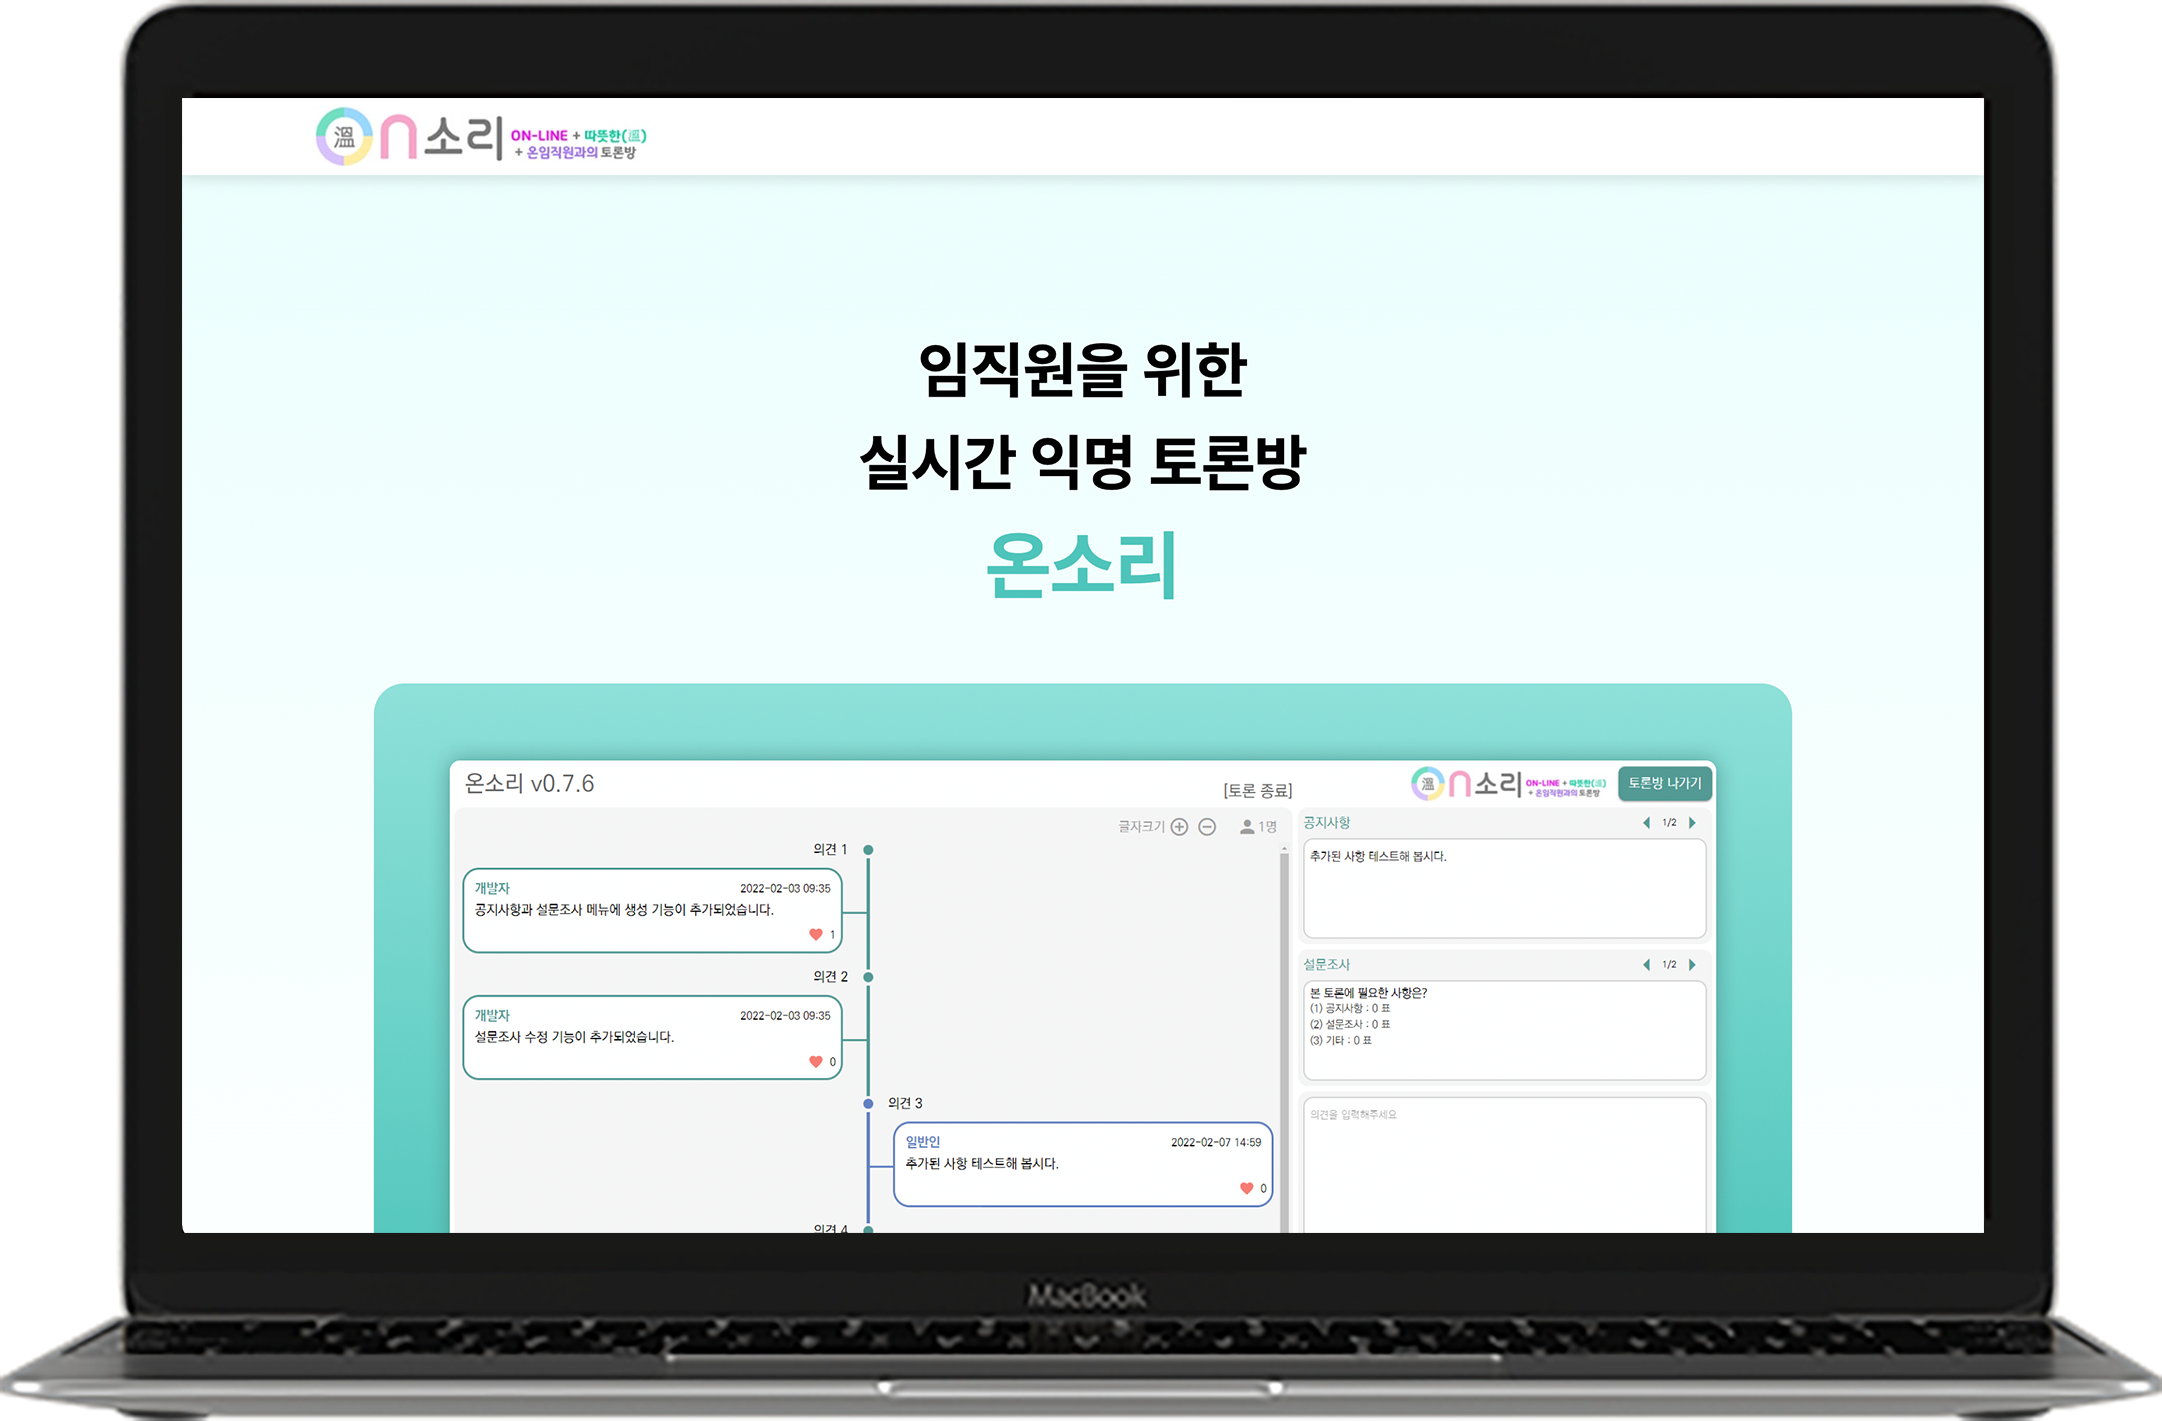 溫 On 소리 ON-LINE + 따뜻한(溫)
+ 온임직원과의 토론방
임직원을 위한
실시간 익명 토론방
온소리
온소리 v0.7.6
[토론 종료]
溫 On 소리 ON-LINE + 따뜻한(溫)
+ 온임직원과의 토론방
토론방 나가기
글자크기
1명
의견 1
개발자 2022-02-03 09:35
공지사항과 설문조사 메뉴에 생성 기능이 추가되었습니다.
1
의견 2
개발자 2022-02-03 09:35
설문조사 수정 기능이 추가되었습니다.
0
의견 3
일반인 2022-02-07 14:59
추가된 사항 테스트해 봅시다.
0
의견 4
공지사항 1/2
추가된 사항 테스트해 봅시다.
설문조사 1/2
본 토론에 필요한 사항은?
(1) 공지사항 : 0 표
(2) 설문조사 : 0 표
(3) 기타 : 0 표
의견을 입력해주세요
MacBook